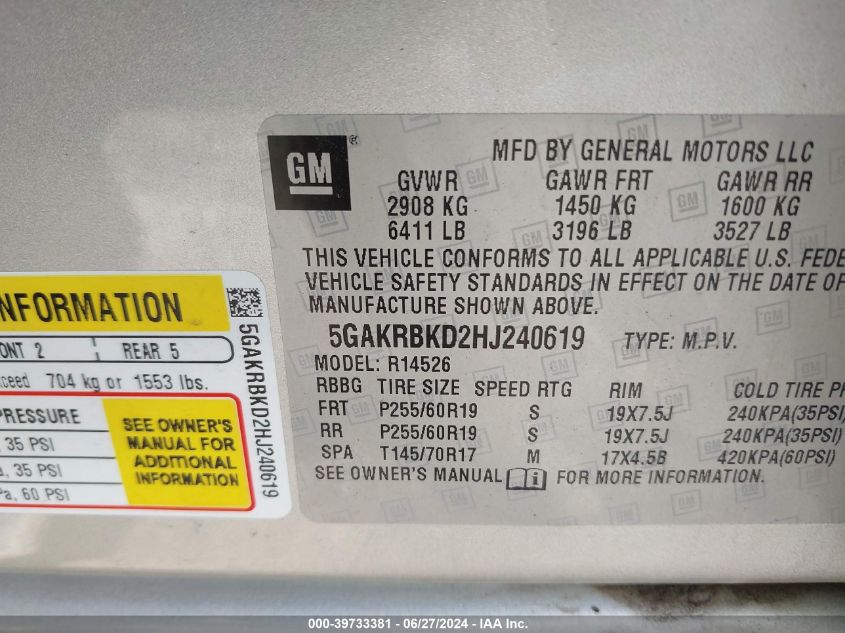 GM
®
MFD BY GENERAL MOTORS LLC
GVWR GAWR FRT GAWR RR
2908 KG 1450 KG 1600 KG
6411 LB 3196 LB 3527 LB
THIS VEHICLE CONFORMS TO ALL APPLICABLE U.S. FEDE
VEHICLE SAFETY STANDARDS IN EFFECT ON THE DATE OF
MANUFACTURE SHOWN ABOVE.
5GAKRBKD2HJ240619 TYPE: M.P.V.
MODEL: R14526
RBBG TIRE SIZE SPEED RTG RIM COLD TIRE PR
FRT P255/60R19 S 19X7.5J 240KPA(35PSI)
RR P255/60R19 S 19X7.5J 240KPA(35PSI)
SPA T145/70R17 M 17X4.5B 420KPA(60PSI)
SEE OWNER'S MANUAL FOR MORE INFORMATION.
NFORMATION
ONT 2 REAR 5
xceed 704 kg or 1553 lbs.
PRESSURE
, 35 PSI
a, 35 PSI
Pa, 60 PSI
SEE OWNER'S
MANUAL FOR
ADDITIONAL
INFORMATION
5GAKRBKD2HJ240619
000-39733381 - 06/27/2024 - IAA Inc.